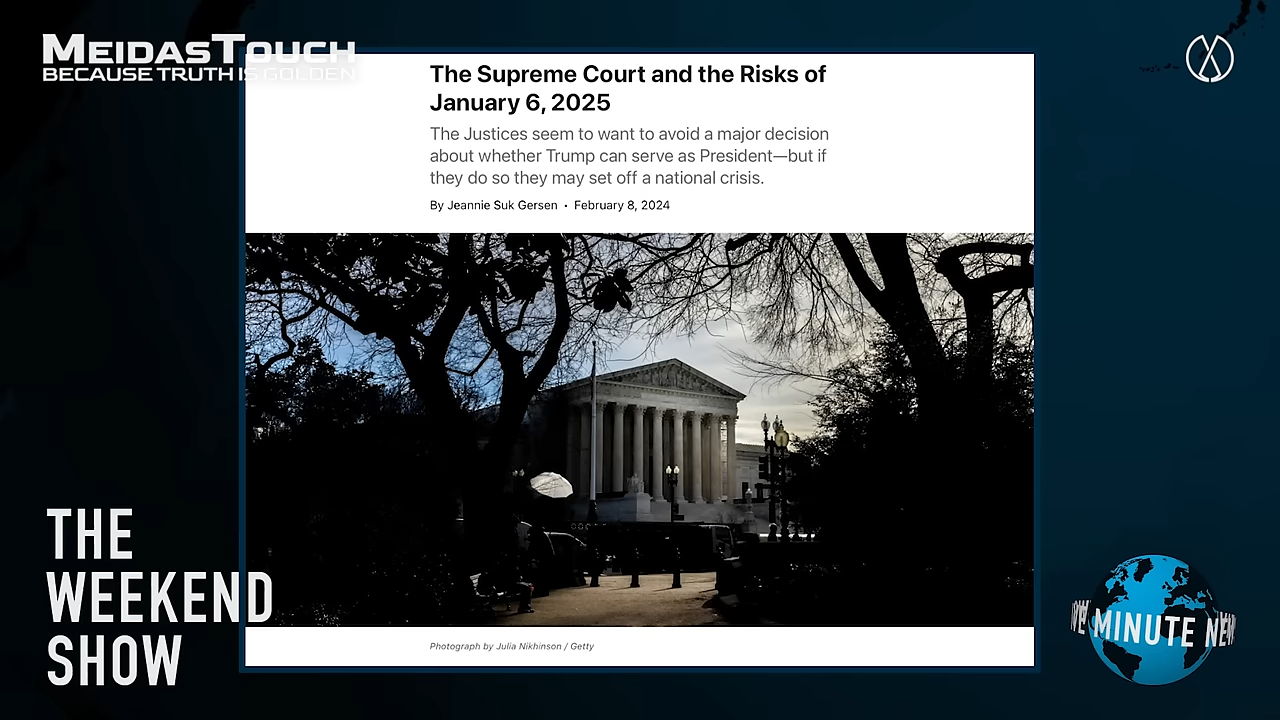 MEIDASTOUCH
BECAUSE TRUTH IS GOLDEN
The Supreme Court and the Risks of
January 6, 2025
The Justices seem to want to avoid a major decision
about whether Trump can serve as President—but if
they do so they may set off a national crisis.
By Jeannie Suk Gersen • February 8, 2024
THE
WEEKEND
SHOW
MINUTE
Photograph by Julia Nikhinson / Getty